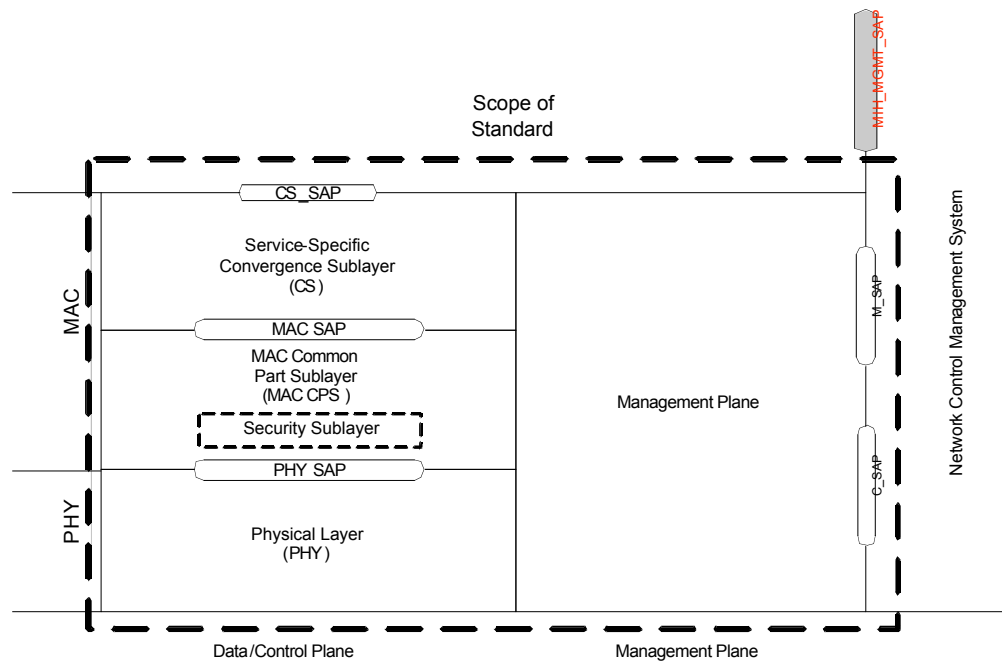 MIH_MGMT_SAP
Scope of
Standard
CS_SAP
Service-Specific
Convergence Sublayer
(CS)
MAC
MAC SAP
MAC Common
Part Sublayer
(MAC CPS)
Security Sublayer
PHY SAP
PHY
Physical Layer
(PHY)
Management Plane
M_SAP
C_SAP
Network Control Management System
Data/Control Plane
Management Plane